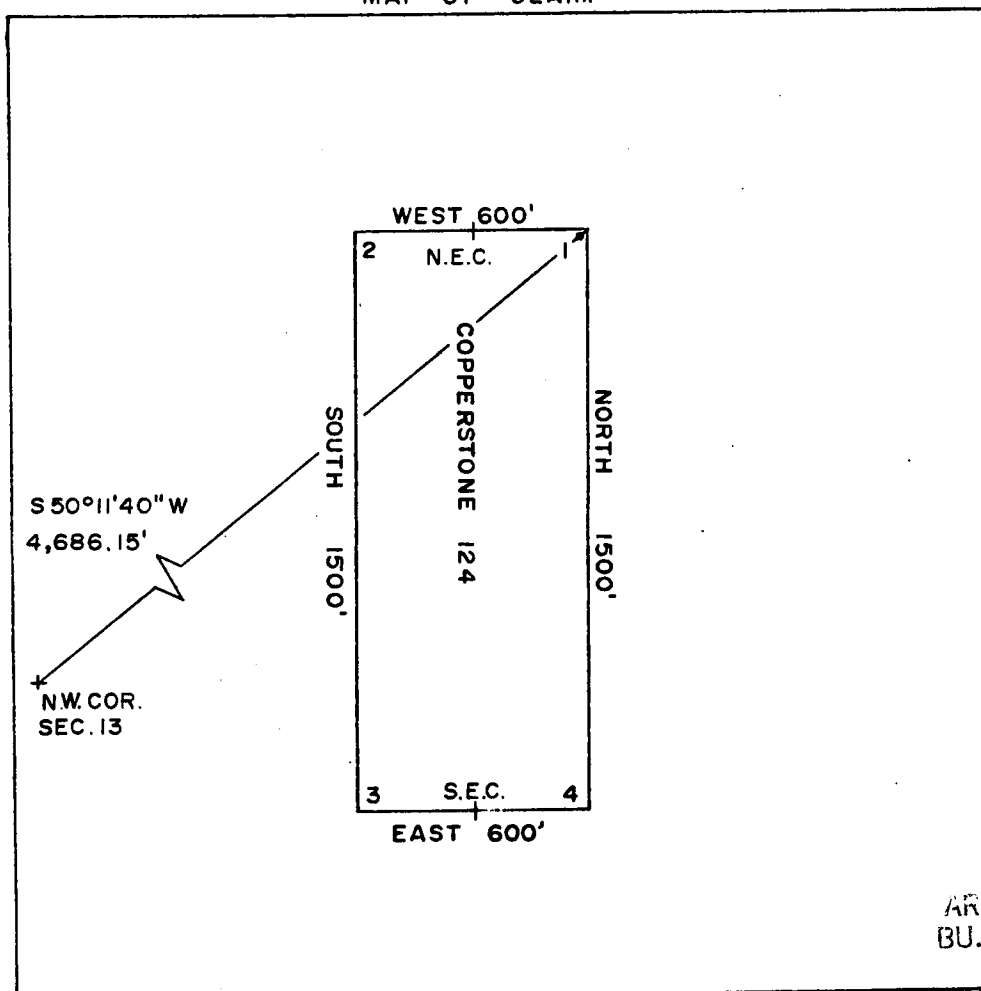 WEST 600'
2
N.E.C.
1
COPPERSTONE 124
SOUTH 1500'
NORTH 1500'
S 50°11'40" W
4,686.15'
N.W. COR.
SEC. 13
3
S.E.C.
4
EAST 600'
AR
BU.